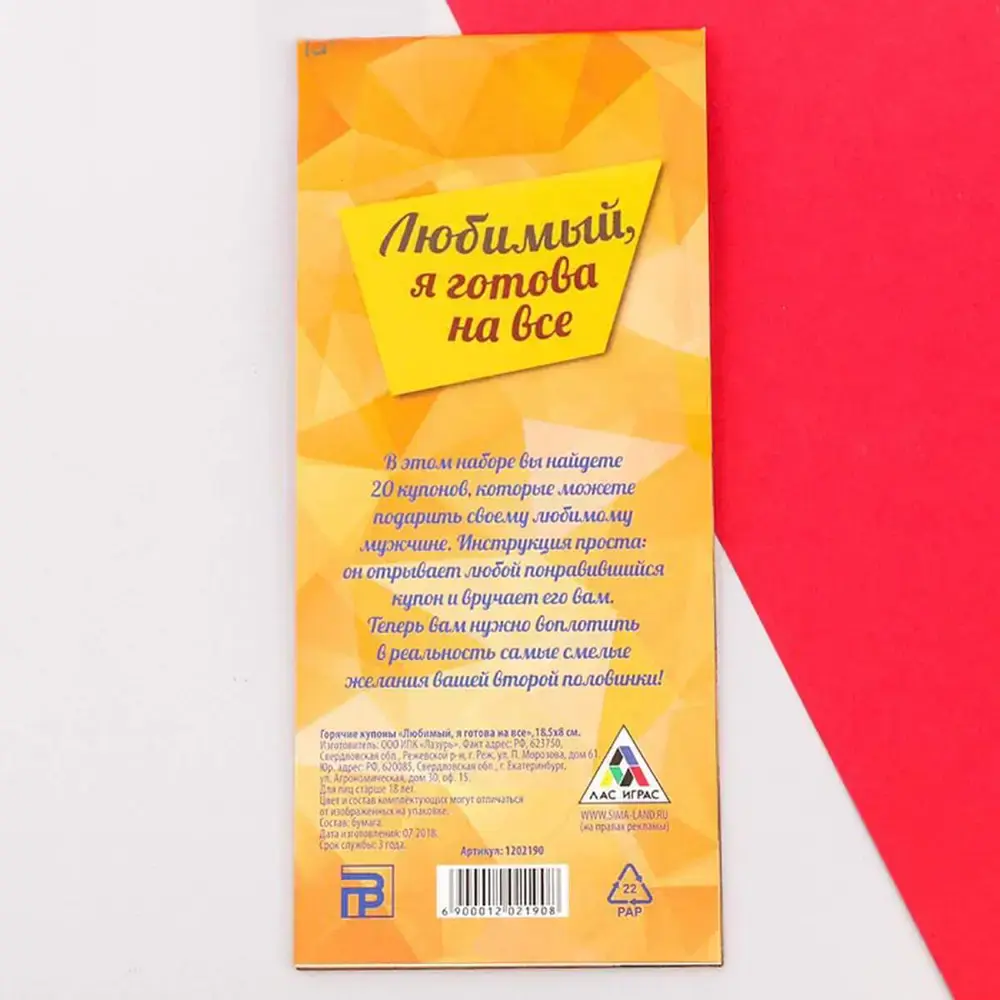 Любимый,
я готова
на все
В этом наборе вы найдете
20 купонов, которые можете
подарить своему любимому
мужчине. Инструкция проста:
он отрывает любой понравившийся
купон и вручает его вам.
Теперь вам нужно воплотить
в реальность самые смелые
желания вашей второй половинки!
Горячие купоны «Любимый, я готова на все», 18.5х8 см.
Изготовитель: ООО ИПК «Лазурь». Факт адрес: РФ, 623750,
Свердловская обл., Режевской р-н, г. Реж, ул. П. Морозова, дом 61.
Юр. адрес: РФ, 620085, Свердловская обл., г. Екатеринбург,
ул. Агрономическая, дом 30, оф. 15.
Для лиц старше 18 лет.
Цвет и состав комплектующих могут отличаться
от изображенных на упаковке.
Состав: бумага.
Дата изготовления: 07 2018.
Срок службы: 3 года.
ЛАС ИГРАС
WWW.SIMA-LAND.RU
(на правах рекламы)
Артикул: 1202190
6 900012 021908
22
PAP